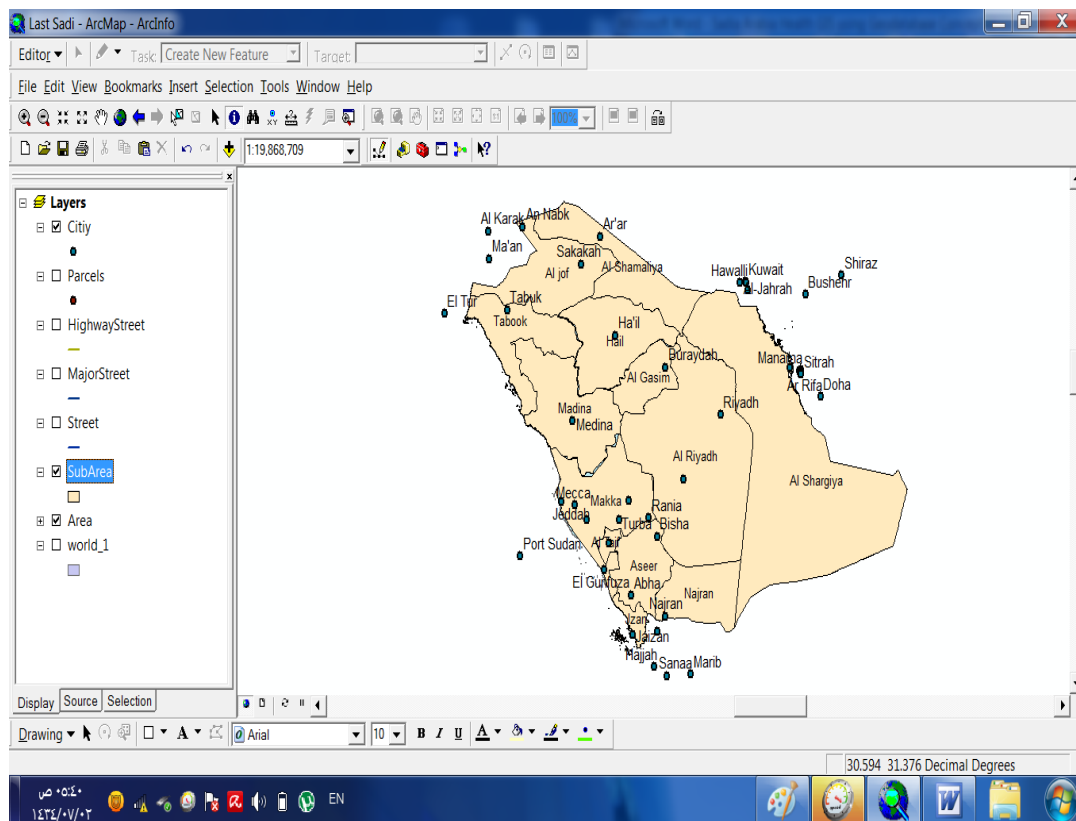 Last Sadi - ArcMap - ArcInfo
Editor Task: Create New Feature Target:
File Edit View Bookmarks Insert Selection Tools Window Help
100%
1:19,868,709
Layers
Citiy
Parcels
HighwayStreet
MajorStreet
Street
SubArea
Area
world_1
Al Karak An Nabk
Ar'ar
Ma'an
Sakakah
Al jof
Al Shamaliya
Hawalli Kuwait
Al-Jahrah
Shiraz
Bushehr
El Tur
Tabuk
Tabook
Ha'il
Hail
Buraydah
Al Gasim
Manama
Sitrah
Ar Rifa Doha
Madina
Medina
Riyadh
Al Riyadh
Al Shargiya
Mecca
Makka
Jeddah
Rania
Turba Bisha
Port Sudan
Aseer
Abha
Najran
Najran
Jaizan
Hajjah
Sanaa Marib
Display Source Selection
Drawing A Arial 10 B I U A
30.594 31.376 Decimal Degrees
٠٥:٤٠ ص
١٤٣٤/٠٧/٠٢
EN